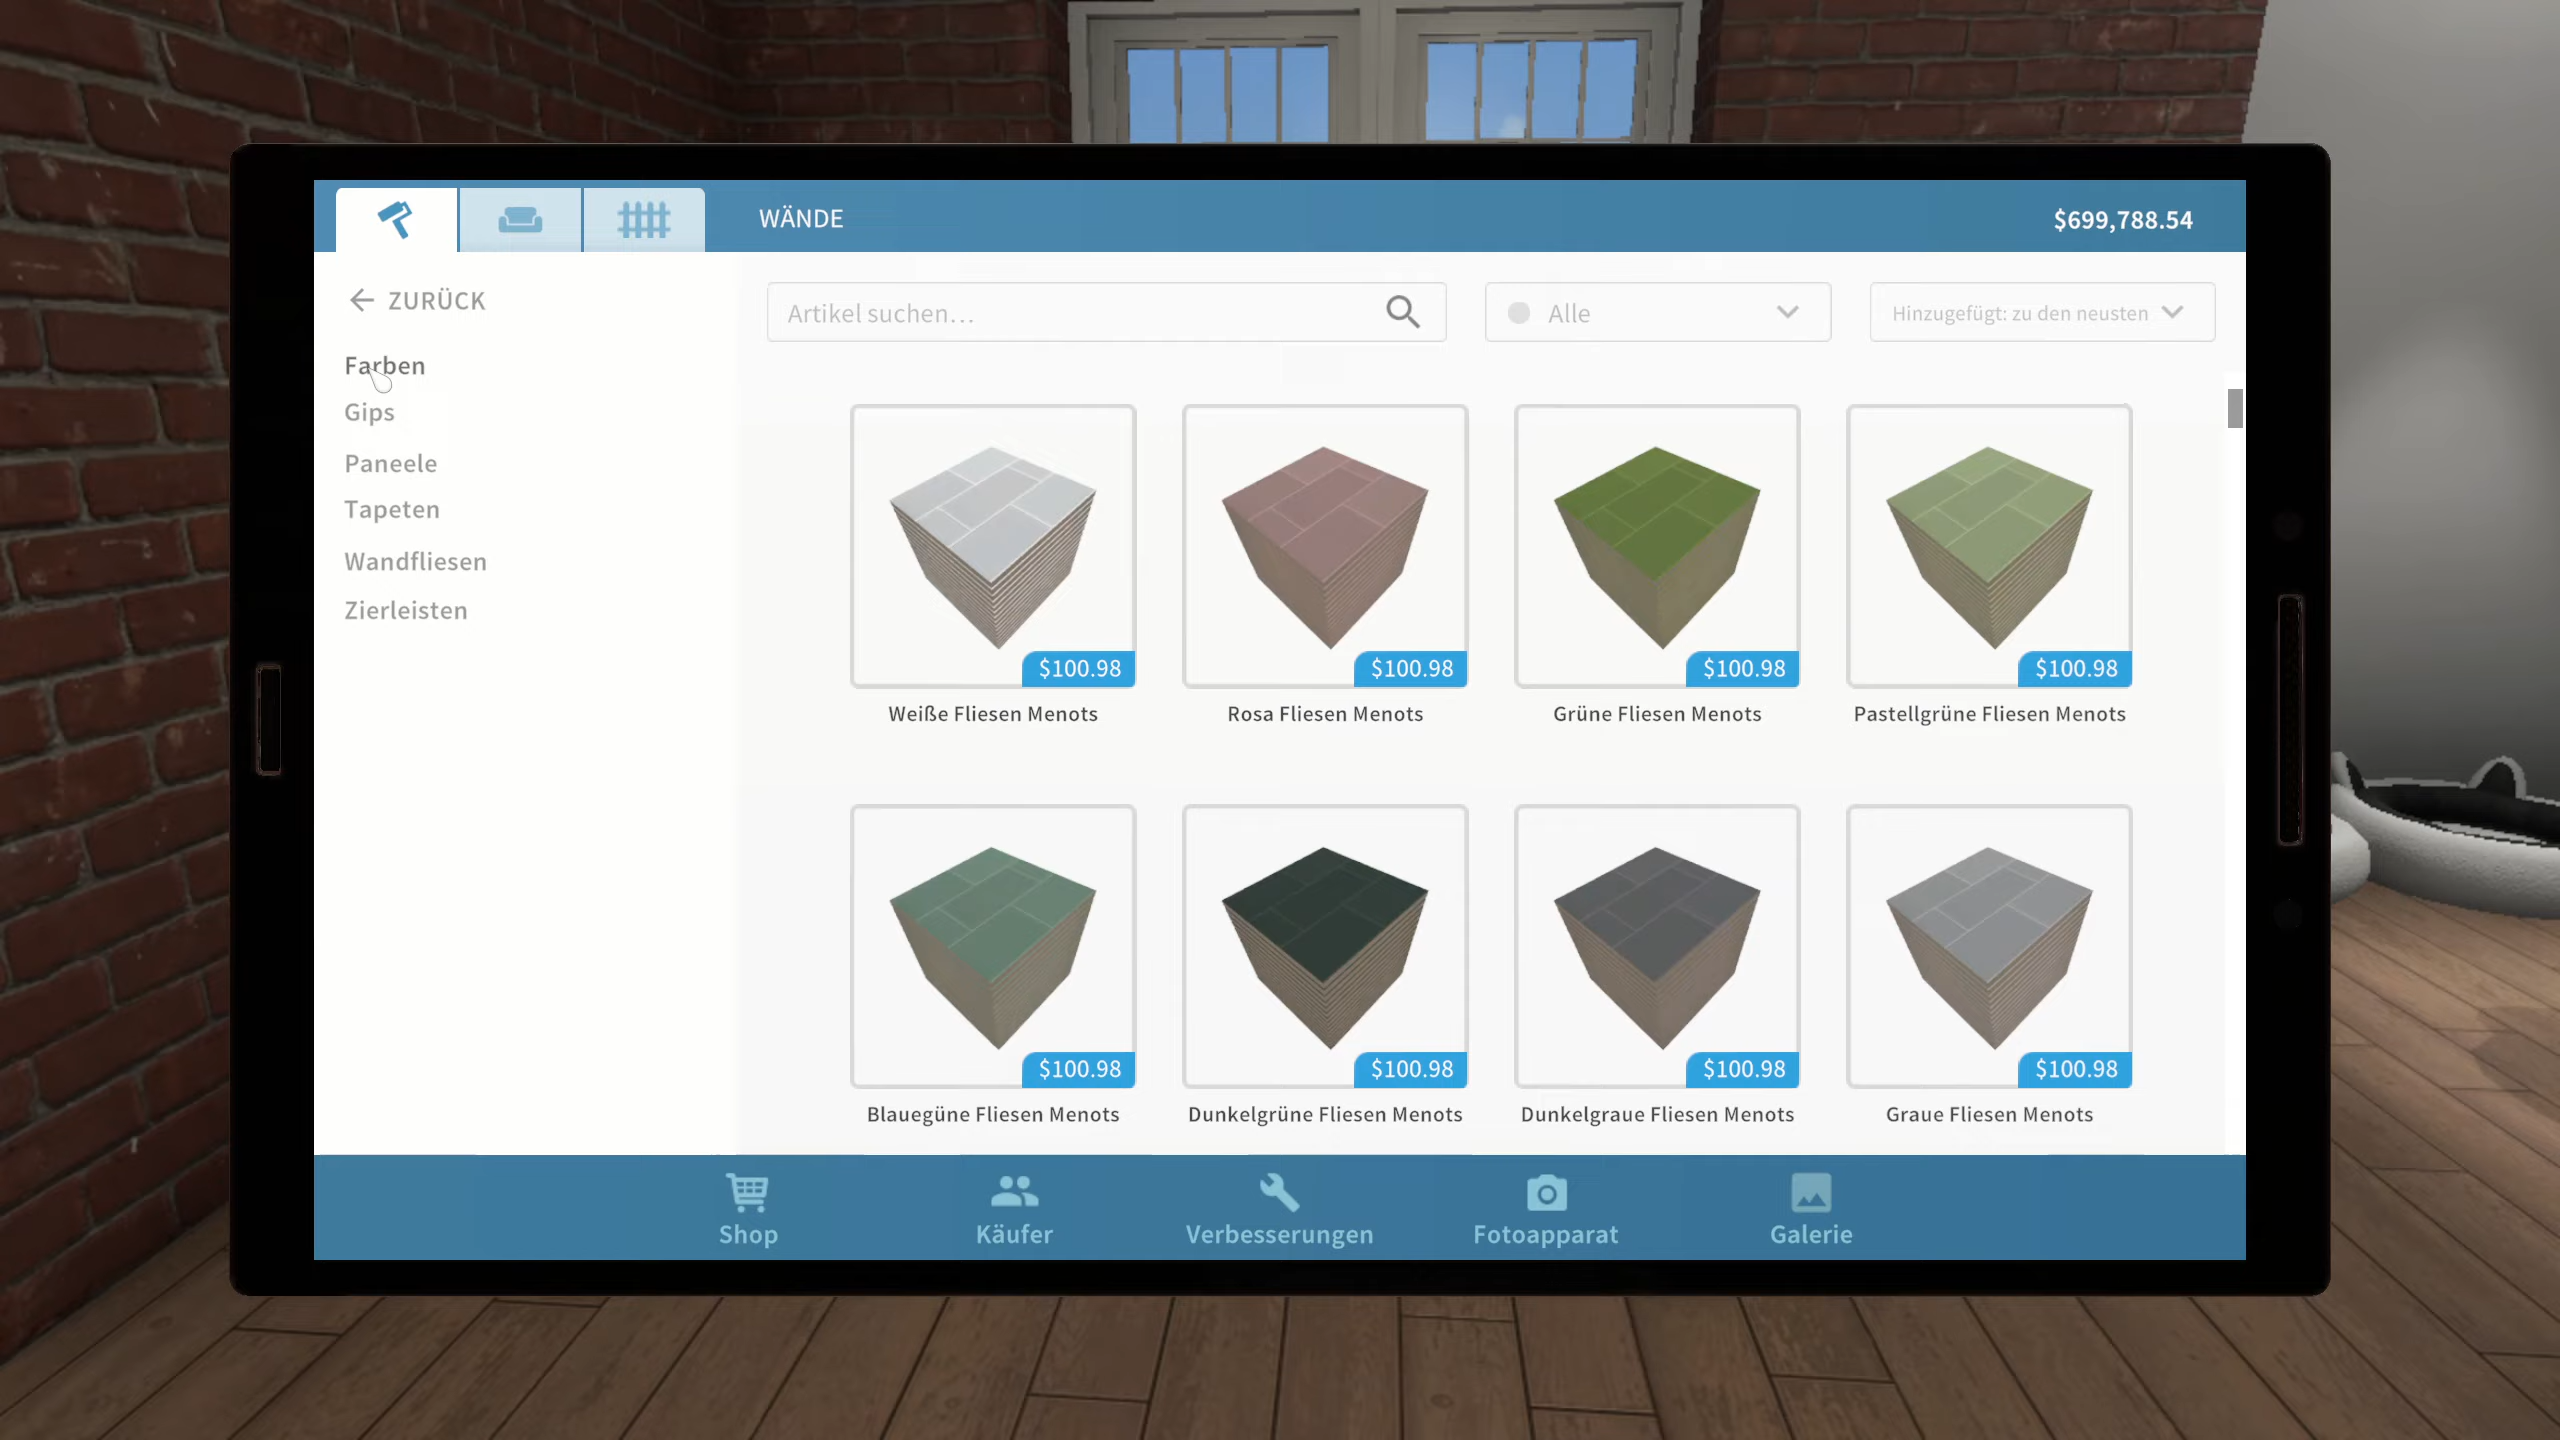 WÄNDE
$699,788.54
ZURÜCK
Artikel suchen...
Alle
Hinzugefügt: zu den neusten
Farben
Gips
Paneele
Tapeten
Wandfliesen
Zierleisten
$100.98
$100.98
$100.98
$100.98
Weiße Fliesen Menots
Rosa Fliesen Menots
Grüne Fliesen Menots
Pastellgrüne Fliesen Menots
$100.98
$100.98
$100.98
$100.98
Blauegüne Fliesen Menots
Dunkelgrüne Fliesen Menots
Dunkelgraue Fliesen Menots
Graue Fliesen Menots
Shop
Käufer
Verbesserungen
Fotoapparat
Galerie